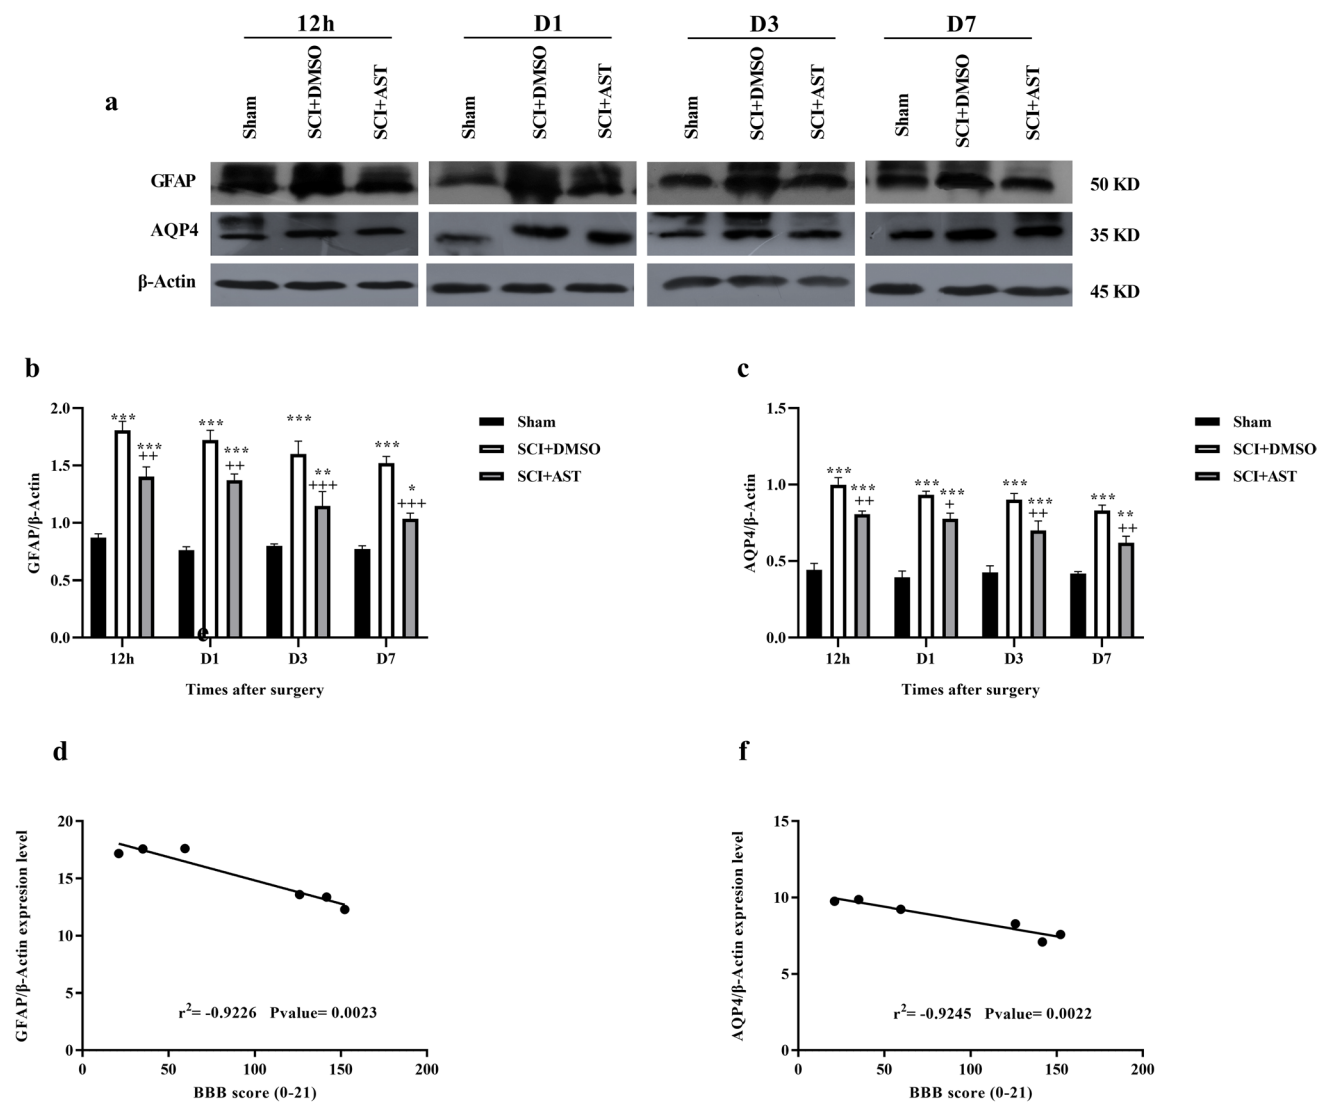 12h D1 D3 D7
a
Sham SCI+DMSO SCI+AST Sham SCI+DMSO SCI+AST Sham SCI+DMSO SCI+AST Sham SCI+DMSO SCI+AST
GFAP 50 KD
AQP4 35 KD
β-Actin 45 KD
b
GFAP/β-Actin
2.0
1.5
1.0
0.5
0.0
*** *** *** ***
*** *** ** *
++ ++ +++ +++
e
12h D1 D3 D7
Times after surgery
Sham
SCI+DMSO
SCI+AST
c
AQP4/β-Actin
1.5
1.0
0.5
0.0
*** *** *** ***
*** *** *** **
++ + ++ ++
12h D1 D3 D7
Times after surgery
Sham
SCI+DMSO
SCI+AST
d
GFAP/β-Actin expresion level
20
15
10
5
0
r²= -0.9226 Pvalue= 0.0023
0 50 100 150 200
BBB score (0-21)
f
AQP4/β-Actin expresion level
15
10
5
0
r²= -0.9245 Pvalue= 0.0022
0 50 100 150 200
BBB score (0-21)